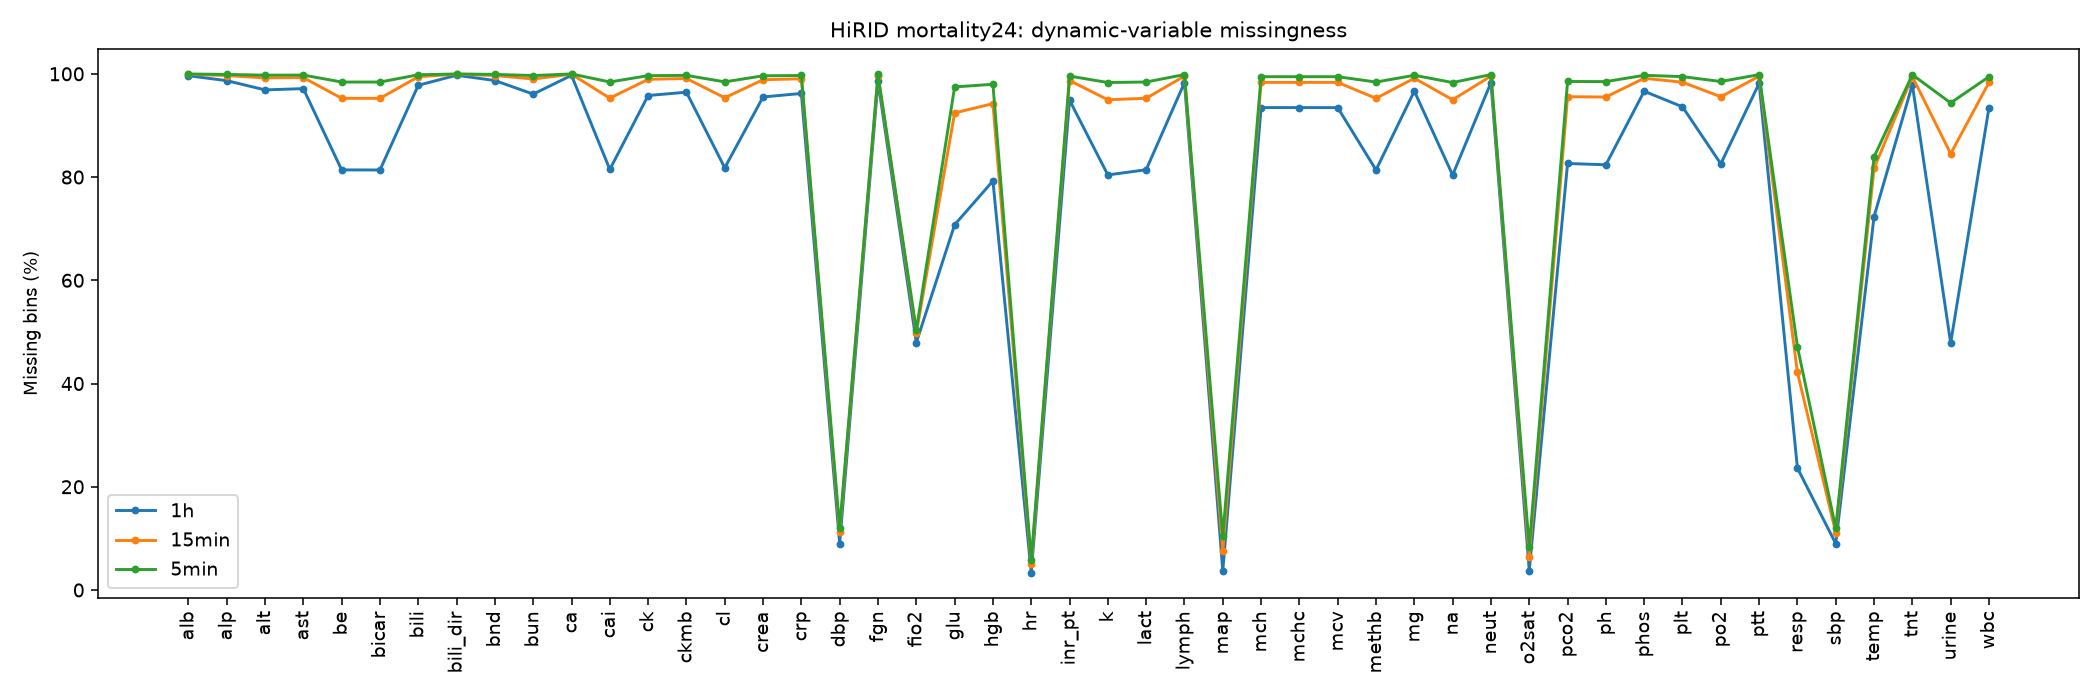 HiRID mortality24: dynamic-variable missingness
Missing bins (%)
100
80
60
40
20
0
1h
15min
5min
alb
alp
alt
ast
be
bicar
bili
bili_dir
bnd
bun
ca
cai
ck
ckmb
cl
crea
crp
dbp
fgn
fio2
glu
hgb
hr
inr_pt
k
lact
lymph
map
mch
mchc
mcv
methb
mg
na
neut
o2sat
pco2
ph
phos
plt
po2
ptt
resp
sbp
temp
tnt
urine
wbc